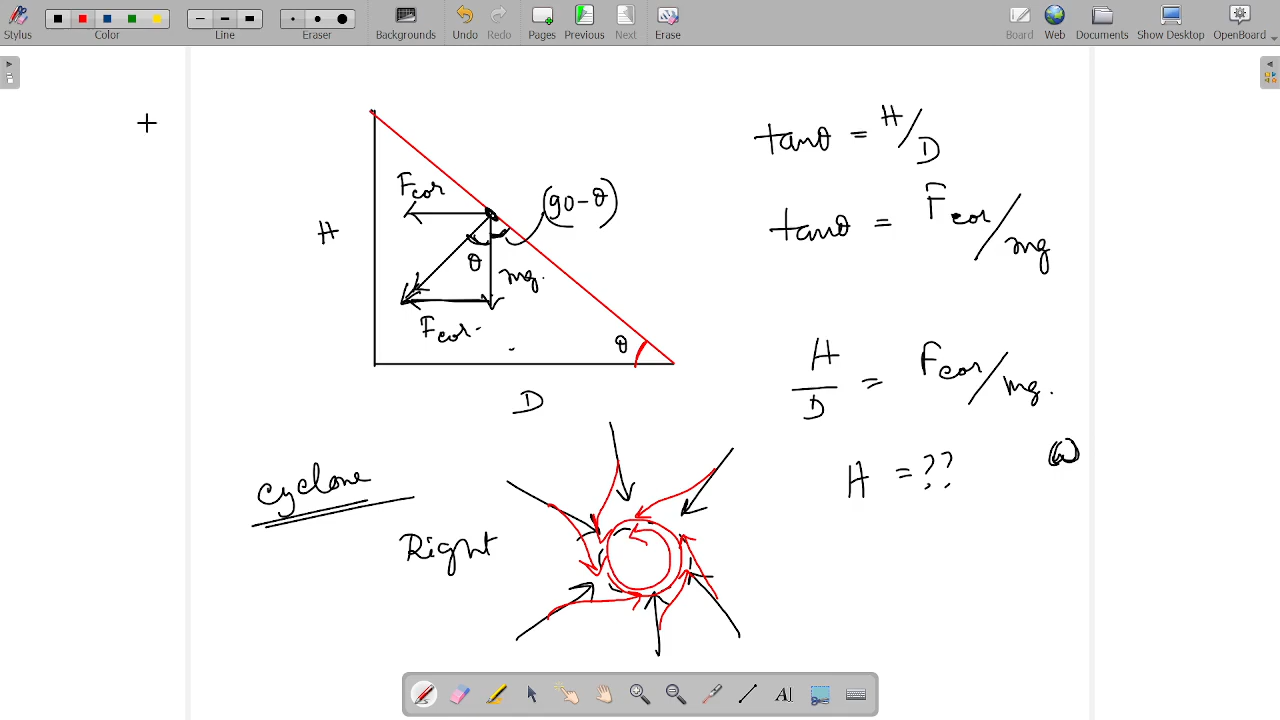 Stylus Color Line Eraser Backgrounds Undo Redo Pages Previous Next Erase Board Web Documents Show Desktop OpenBoard
tanθ = H/D
Fcor
(90-θ)
tanθ = Fcor/mg
H
θ
mg.
Fcor
θ
H/D = Fcor/mg.
D
H = ??
ω
cyclone
Right
AI